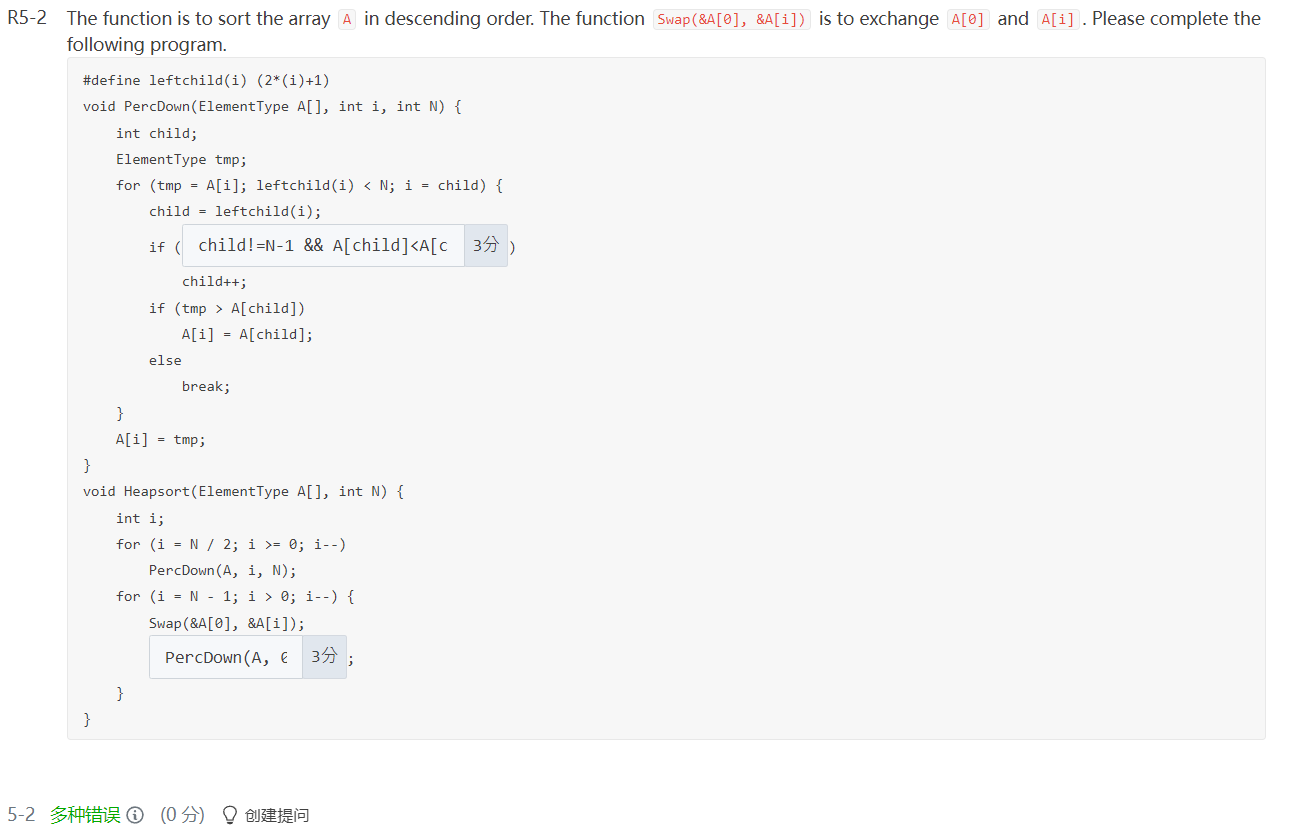 R5-2 The function is to sort the array A in descending order. The function Swap(&A[0], &A[i]) is to exchange A[0] and A[i]. Please complete the
following program.
#define leftchild(i) (2*(i)+1)
void PercDown(ElementType A[], int i, int N) {
    int child;
    ElementType tmp;
    for (tmp = A[i]; leftchild(i) < N; i = child) {
        child = leftchild(i);
        if ( child!=N-1 && A[child]<A[c 3分 )
            child++;
        if (tmp > A[child])
            A[i] = A[child];
        else
            break;
    }
    A[i] = tmp;
}
void Heapsort(ElementType A[], int N) {
    int i;
    for (i = N / 2; i >= 0; i--)
        PercDown(A, i, N);
    for (i = N - 1; i > 0; i--) {
        Swap(&A[0], &A[i]);
        PercDown(A, 0 3分 ;
    }
}
5-2 多种错误 (0 分) 创建提问